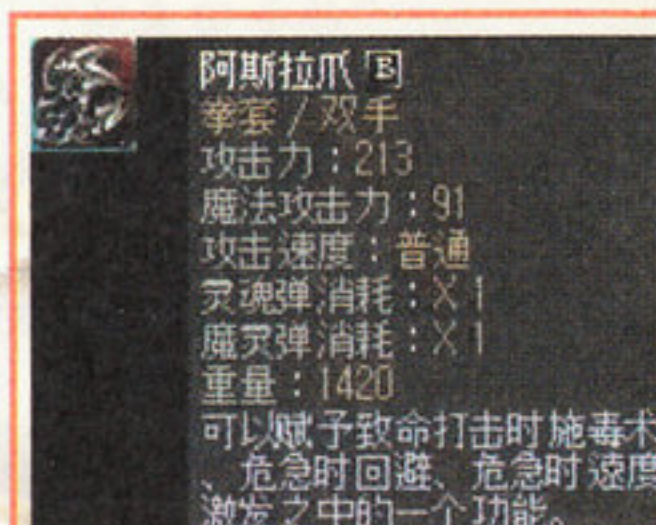 阿斯拉爪 B
拳套 / 双手
攻击力：213
魔法攻击力：91
攻击速度：普通
灵魂弹消耗：X 1
魔灵弹消耗：X 1
重量：1420
可以赋予致命打击时施毒术
、危急时回避、危急时速度
激发之中的一个功能。